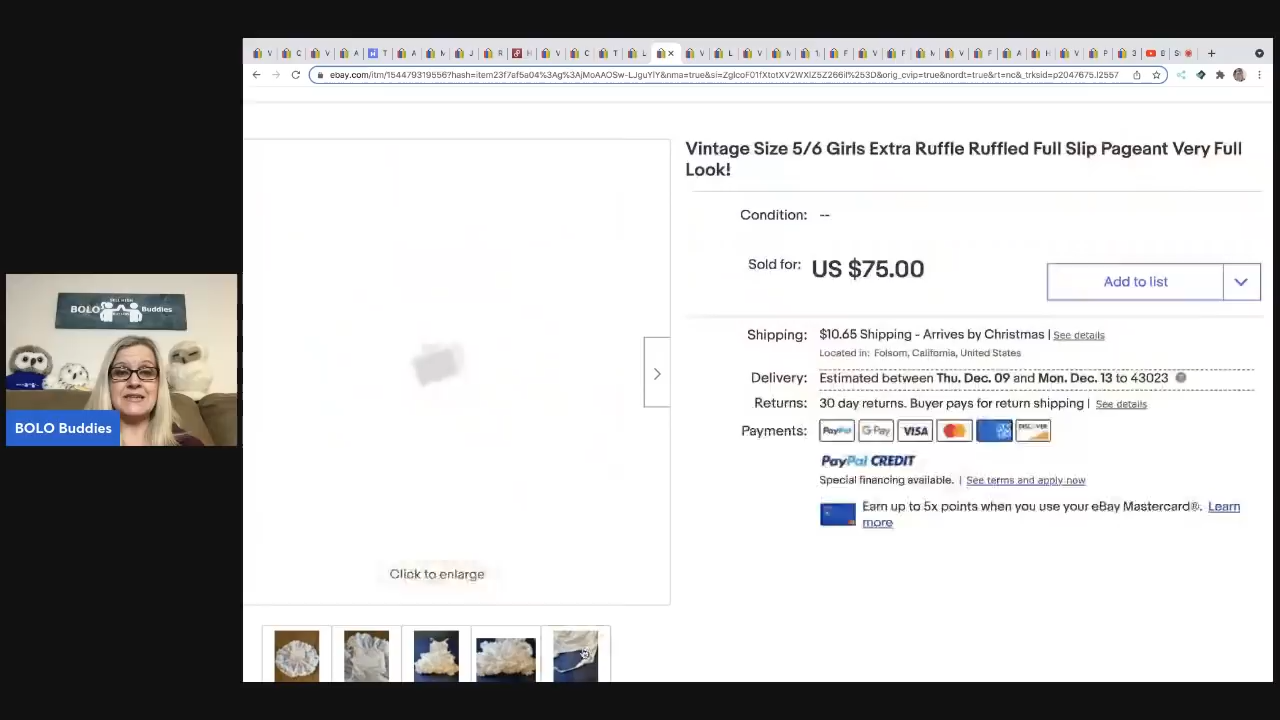 ebay.com/itm/154479319556?hash=item23f7af5a04%3Ag%3AjMoAAOSw-LJguYlY&nma=true&si=ZglcoF01fXtotXV2WXlZ5Z266iI%253D&orig_cvip=true&nordt=true&rt=nc&_trksid=p2047675.l2557
Vintage Size 5/6 Girls Extra Ruffle Ruffled Full Slip Pageant Very Full
Look!
Condition: --
Sold for: US $75.00
Add to list
Shipping: $10.65 Shipping - Arrives by Christmas | See details
Located in: Folsom, California, United States
Delivery: Estimated between Thu. Dec. 09 and Mon. Dec. 13 to 43023
Returns: 30 day returns. Buyer pays for return shipping | See details
Payments: PayPal G Pay VISA DISCOVER
PayPal CREDIT
Special financing available. | See terms and apply now
Earn up to 5x points when you use your eBay Mastercard®. Learn
more
Click to enlarge
BOLO Buddies
BOLO Buddies